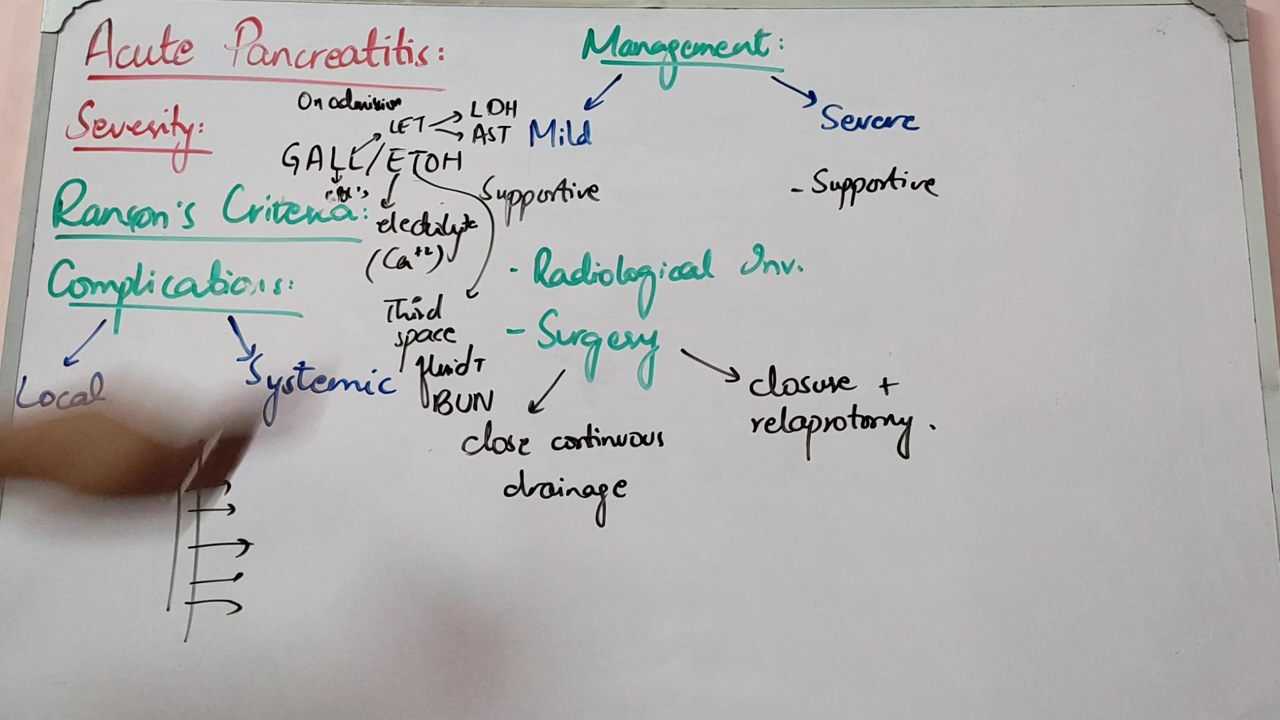 Acute Pancreatitis:
Severity:
On admission
LFT
LDH
AST
GALL/ETOH
electrolyte
(Ca⁺²)
Third
space
fluid↑
BUN
Ranson's Criteria:
Complications:
Local
Systemic
Management:
Mild
Supportive
Severe
- Supportive
- Radiological Inv.
- Surgery
close continuous
drainage
closure +
relaprotomy.